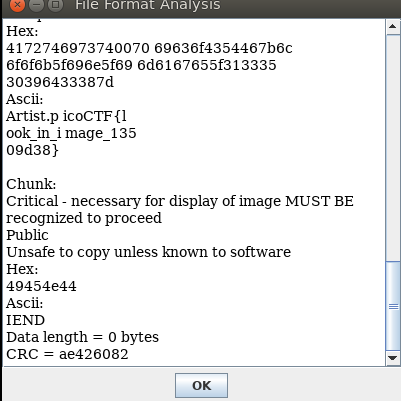 File Format Analysis
Hex:
4172746973740070 69636f4354467b6c
6f6f6b5f696e5f69 6d6167655f313335
30396433387d
Ascii:
Artist.p icoCTF{l
ook_in_i mage_135
09d38}
Chunk:
Critical - necessary for display of image MUST BE
recognized to proceed
Public
Unsafe to copy unless known to software
Hex:
49454e44
Ascii:
IEND
Data length = 0 bytes
CRC = ae426082
OK